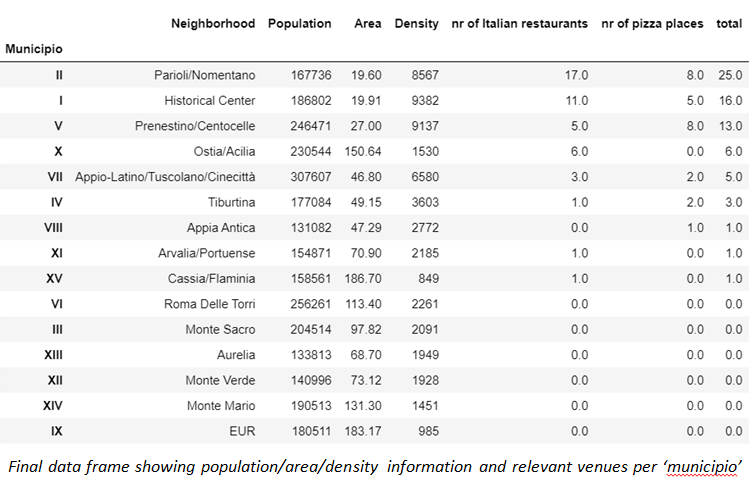 Neighborhood Population Area Density nr of Italian restaurants nr of pizza places total
Municipio
II Parioli/Nomentano 167736 19.60 8567 17.0 8.0 25.0
I Historical Center 186802 19.91 9382 11.0 5.0 16.0
V Prenestino/Centocelle 246471 27.00 9137 5.0 8.0 13.0
X Ostia/Acilia 230544 150.64 1530 6.0 0.0 6.0
VII Appio-Latino/Tuscolano/Cinecittà 307607 46.80 6580 3.0 2.0 5.0
IV Tiburtina 177084 49.15 3603 1.0 2.0 3.0
VIII Appia Antica 131082 47.29 2772 0.0 1.0 1.0
XI Arvalia/Portuense 154871 70.90 2185 1.0 0.0 1.0
XV Cassia/Flaminia 158561 186.70 849 1.0 0.0 1.0
VI Roma Delle Torri 256261 113.40 2261 0.0 0.0 0.0
III Monte Sacro 204514 97.82 2091 0.0 0.0 0.0
XIII Aurelia 133813 68.70 1949 0.0 0.0 0.0
XII Monte Verde 140996 73.12 1928 0.0 0.0 0.0
XIV Monte Mario 190513 131.30 1451 0.0 0.0 0.0
IX EUR 180511 183.17 985 0.0 0.0 0.0
Final data frame showing population/area/density information and relevant venues per ‘municipio’